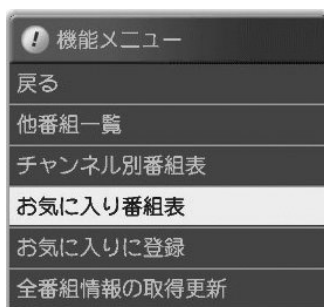 機能メニュー
戻る
他番組一覧
チャンネル別番組表
お気に入り番組表
お気に入りに登録
全番組情報の取得更新